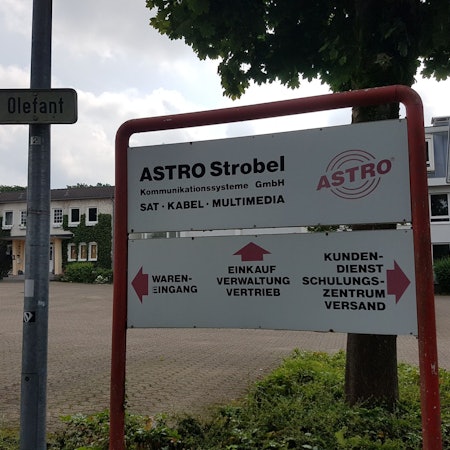 Olefant
ASTRO Strobel
Kommunikationssysteme GmbH
SAT · KABEL · MULTIMEDIA
ASTRO®
WAREN-
EINGANG
EINKAUF
VERWALTUNG
VERTRIEB
KUNDEN-
DIENST
SCHULUNGS-
ZENTRUM
VERSAND